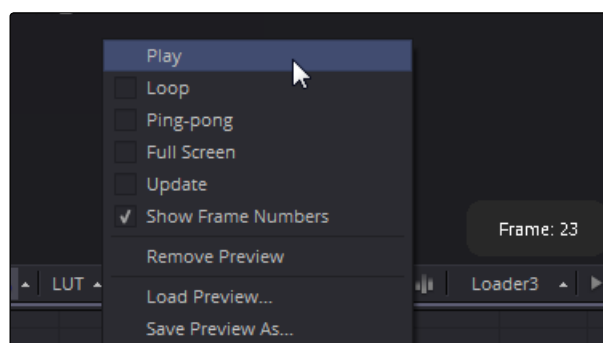 Play
Loop
Ping-pong
Full Screen
Update
Show Frame Numbers
Frame: 23
Remove Preview
LUT
Loader3
Load Preview...
Save Preview As...